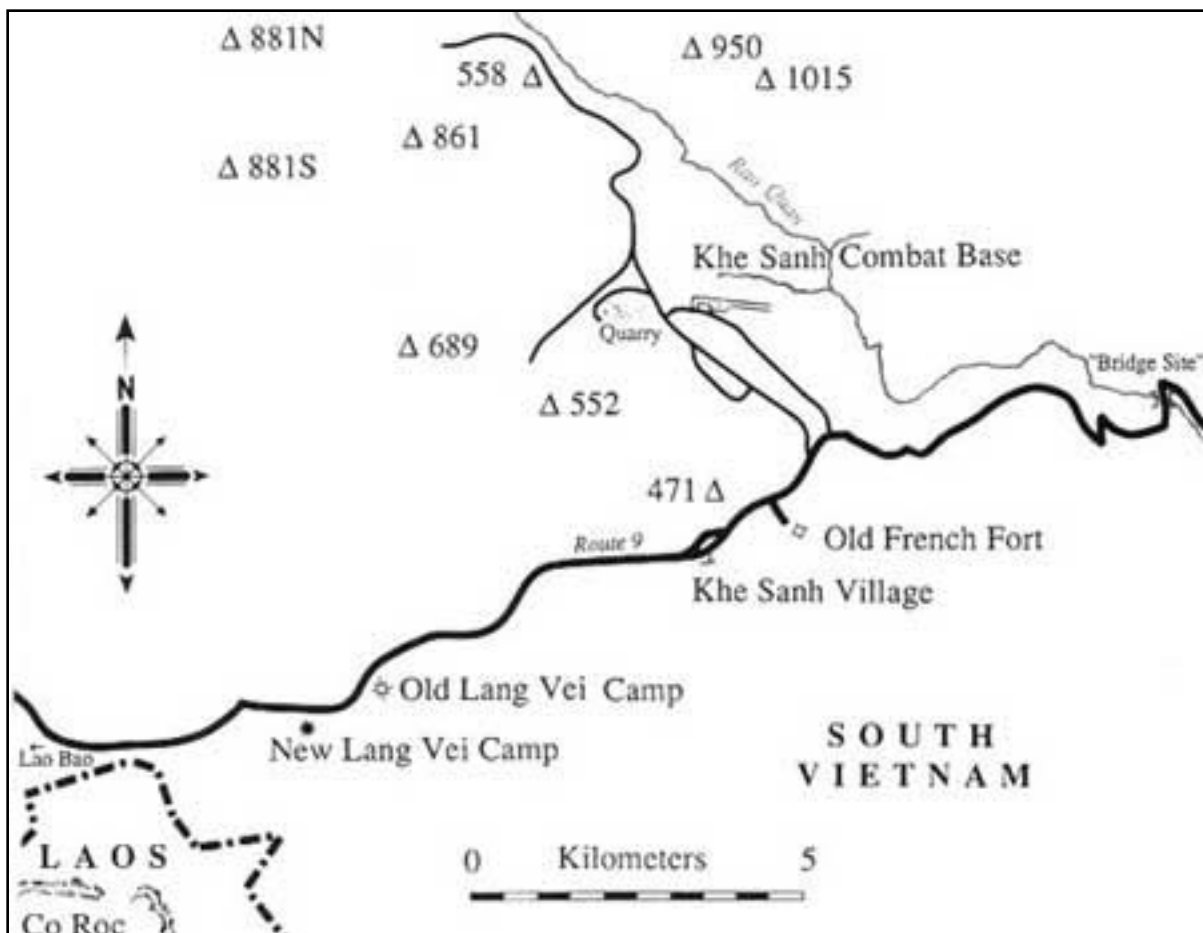 Δ 881N
Δ 950
558 Δ
Δ 1015
Δ 861
Δ 881S
Rao Quan
Khe Sanh Combat Base
Quarry
Δ 689
"Bridge Site"
Δ 552
N
471 Δ
Route 9
Old French Fort
Khe Sanh Village
Old Lang Vei Camp
New Lang Vei Camp
SOUTH
VIETNAM
Lao Bao
LAOS
0 Kilometers 5
Co Roc